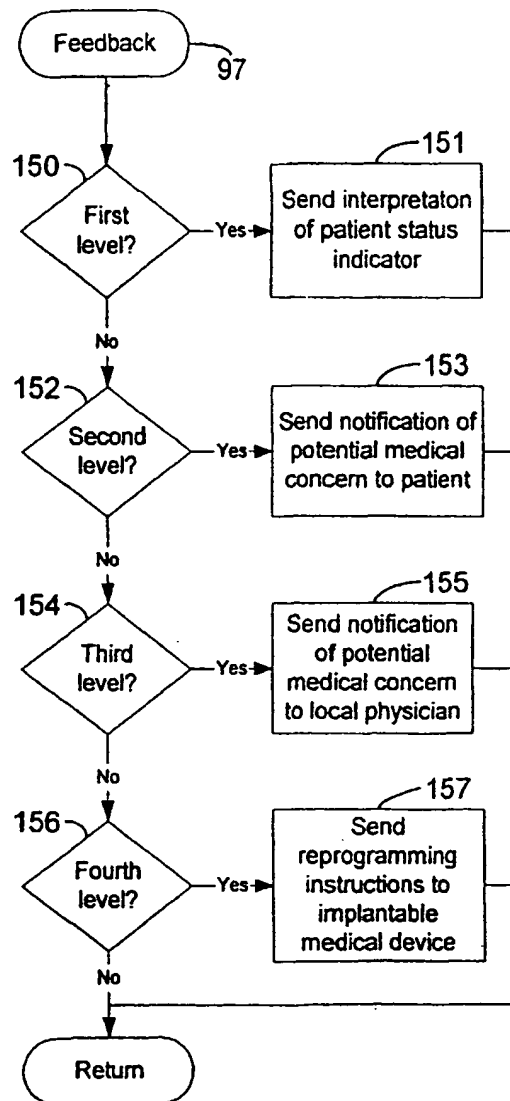 Feedback
97
150
151
First
level?
Yes
Send interpretaton
of patient status
indicator
No
152
153
Second
level?
Yes
Send notification of
potential medical
concern to patient
No
154
155
Third
level?
Yes
Send notification
of potential
medical concern
to local physician
No
156
157
Fourth
level?
Yes
Send
reprogramming
instructions to
implantable
medical device
No
Return